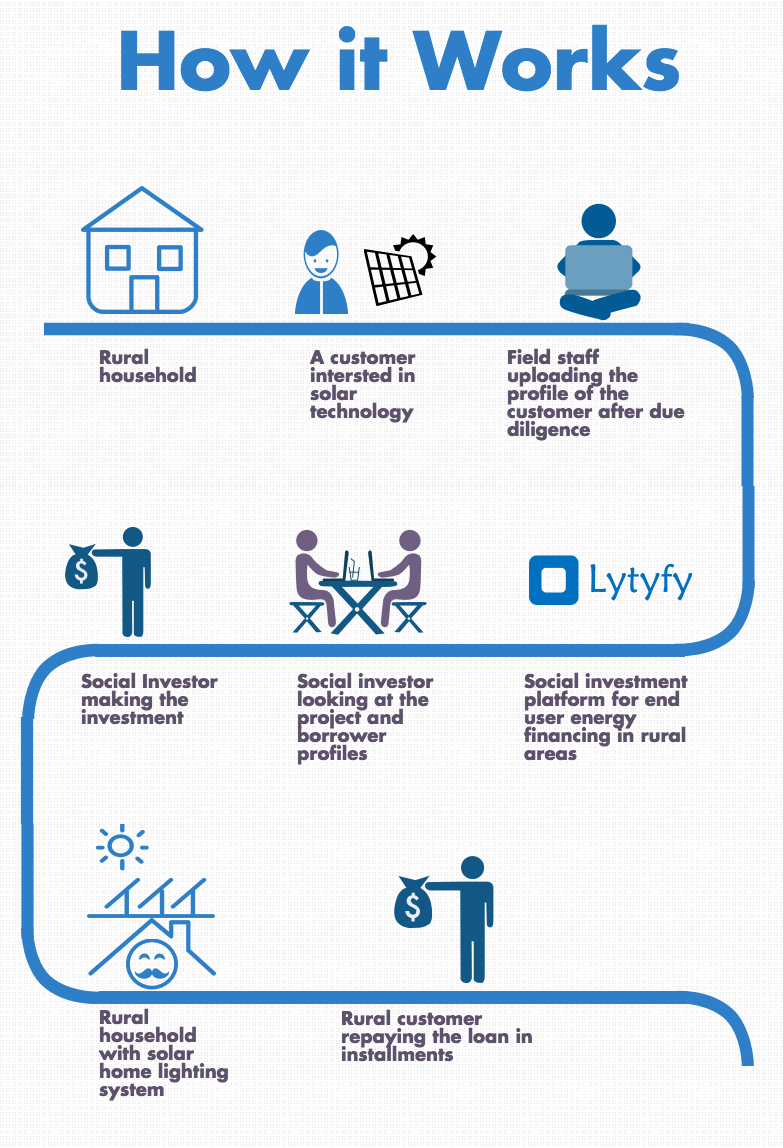 How it Works
Rural
household
A customer
intersted in
solar
technology
Field staff
uploading the
profile of the
customer after due
diligence
Lytyfy
Social investment
platform for end
user energy
financing in rural
areas
$
Social investor
looking at the
project and
borrower
profiles
Social Investor
making the
investment
Rural
household
with solar
home lighting
system
$
Rural customer
repaying the loan in
installments